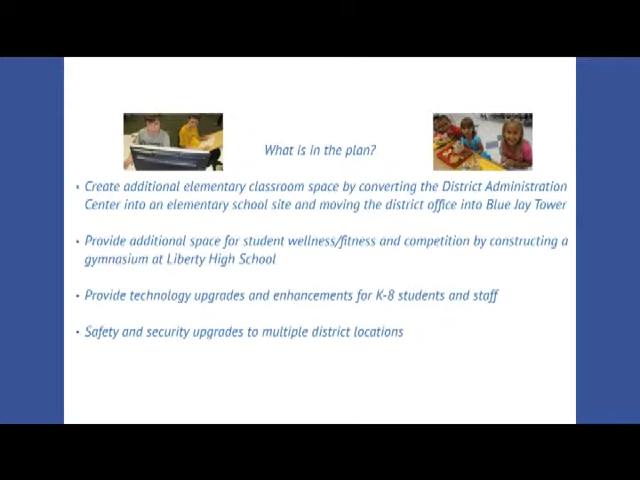 What is in the plan?
• Create additional elementary classroom space by converting the District Administration
Center into an elementary school site and moving the district office into Blue Jay Tower
• Provide additional space for student wellness/fitness and competition by constructing a
gymnasium at Liberty High School
• Provide technology upgrades and enhancements for K-8 students and staff
• Safety and security upgrades to multiple district locations